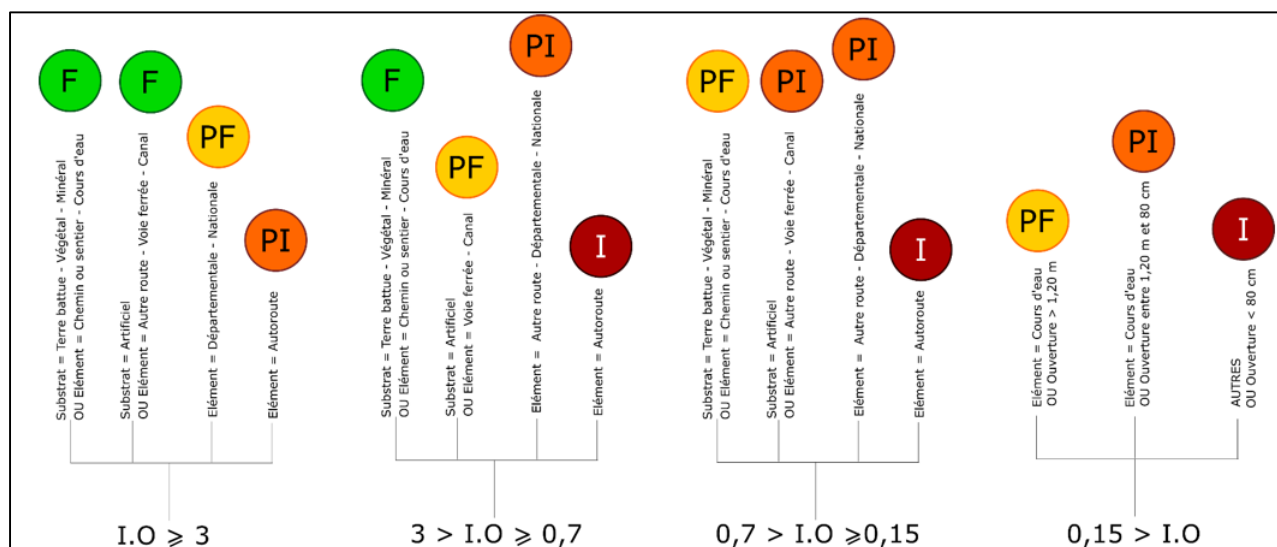 F
Substrat = Terre battue - Végétal - Minéral
OU Elément = Chemin ou sentier - Cours d'eau
F
Substrat = Artificiel
OU Elément = Autre route - Voie ferrée - Canal
PF
Elément = Départementale - Nationale
PI
Elément = Autoroute
I.O ⩾ 3
F
Substrat = Terre battue - Végétal - Minéral
OU Elément = Chemin ou sentier - Cours d'eau
PF
Substrat = Artificiel
OU Elément = Voie ferrée - Canal
PI
Elément = Autre route - Départementale - Nationale
I
Elément = Autoroute
3 > I.O ⩾ 0,7
PF
Substrat = Terre battue - Végétal - Minéral
OU Elément = Chemin ou sentier - Cours d'eau
PI
Substrat = Artificiel
OU Elément = Autre route - Voie ferrée - Canal
PI
Elément = Autre route - Départementale - Nationale
I
Elément = Autoroute
0,7 > I.O ⩾0,15
PF
Elément = Cours d'eau
OU Ouverture > 1,20 m
PI
Elément = Cours d'eau
OU Ouverture entre 1,20 m et 80 cm
I
AUTRES
OU Ouverture < 80 cm
0,15 > I.O